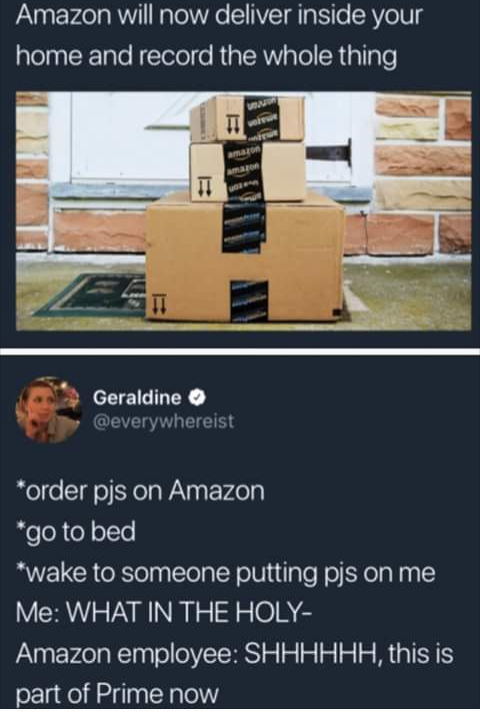 Amazon will now deliver inside your
home and record the whole thing
amazon
amazon
Geraldine
@everywhereist
*order pjs on Amazon
*go to bed
*wake to someone putting pjs on me
Me: WHAT IN THE HOLY-
Amazon employee: SHHHHHH, this is
part of Prime now